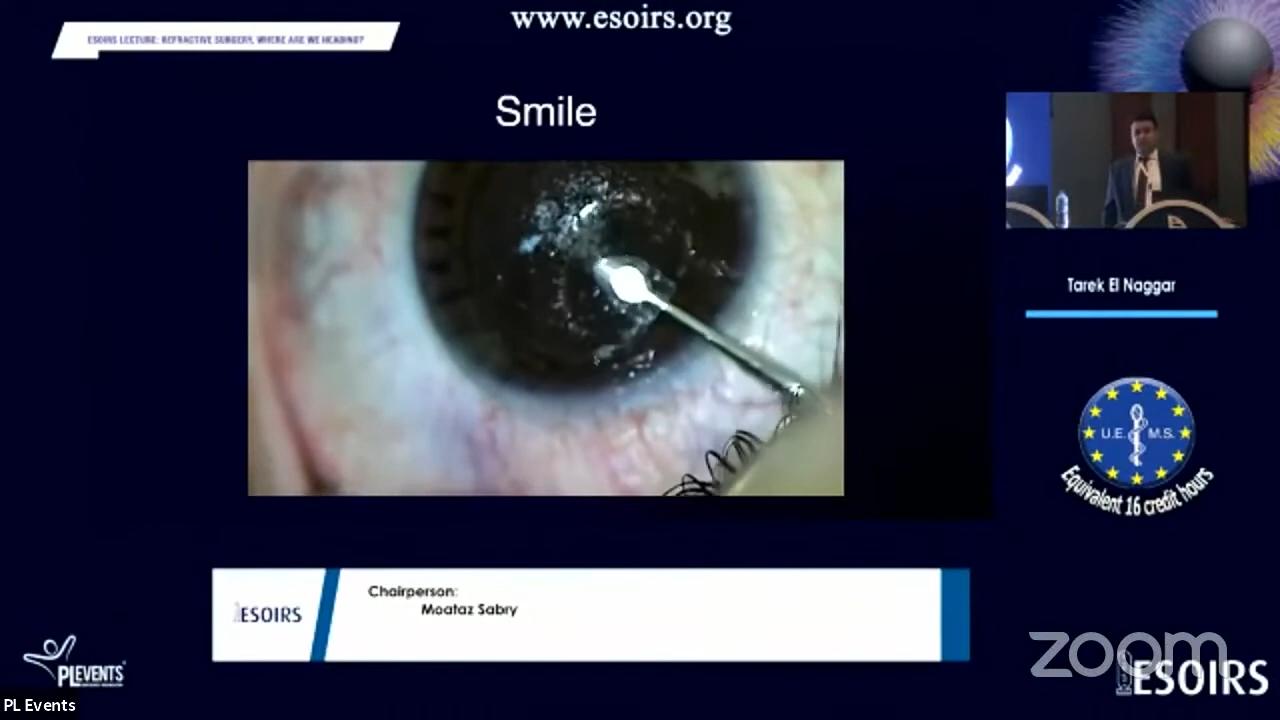 www.esoirs.org
ESOIRS LECTURE: REFRACTIVE SURGERY, WHERE ARE WE HEADING?
Smile
Tarek El Naggar
U.E. M.S.
Equivalent 16 credit hours
Chairperson:
Moataz Sabry
ESOIRS
PLEVENTS
zoom
ESOIRS
PL Events